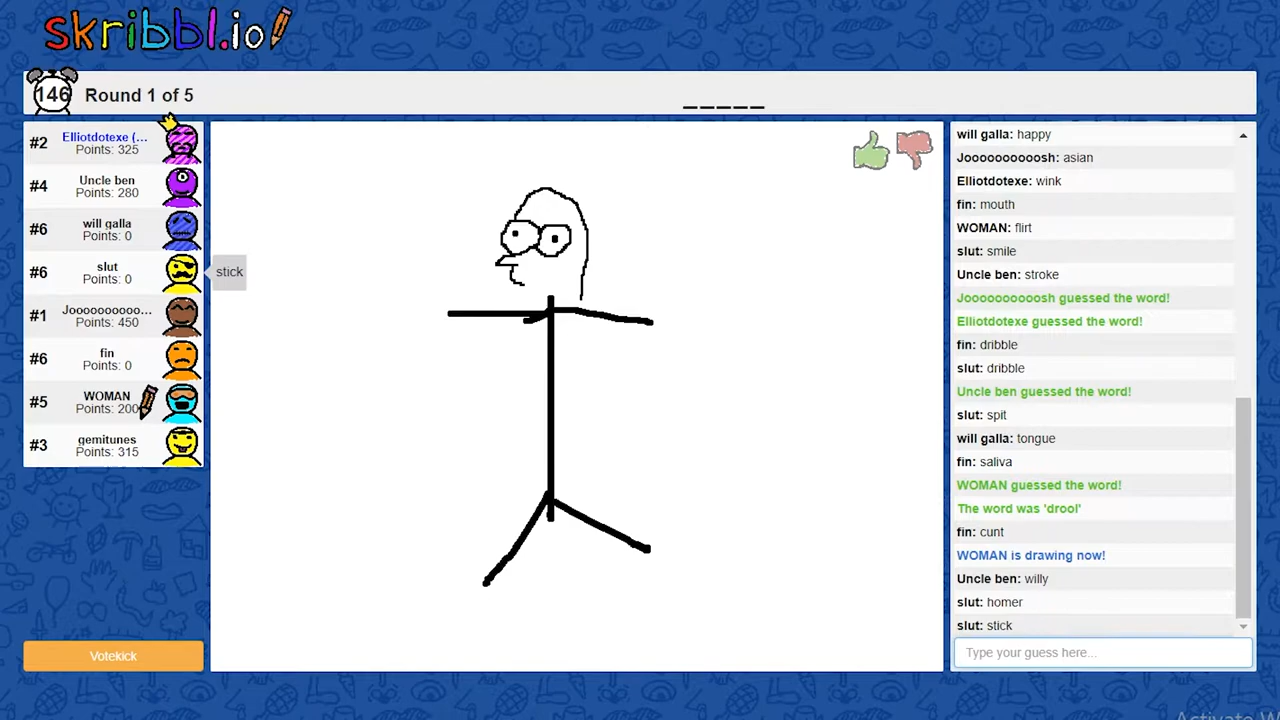 skribbl.io
146
Round 1 of 5
_____
#2
Elliotdotexe (...
Points: 325
#4
Uncle ben
Points: 280
#6
will galla
Points: 0
#6
slut
Points: 0
stick
#1
Joooooooooo...
Points: 450
#6
fin
Points: 0
#5
WOMAN
Points: 200
#3
gemitunes
Points: 315
Votekick
will galla: happy
Joooooooooosh: asian
Elliotdotexe: wink
fin: mouth
WOMAN: flirt
slut: smile
Uncle ben: stroke
Joooooooooosh guessed the word!
Elliotdotexe guessed the word!
fin: dribble
slut: dribble
Uncle ben guessed the word!
slut: spit
will galla: tongue
fin: saliva
WOMAN guessed the word!
The word was 'drool'
fin: cunt
WOMAN is drawing now!
Uncle ben: willy
slut: homer
slut: stick
Type your guess here...